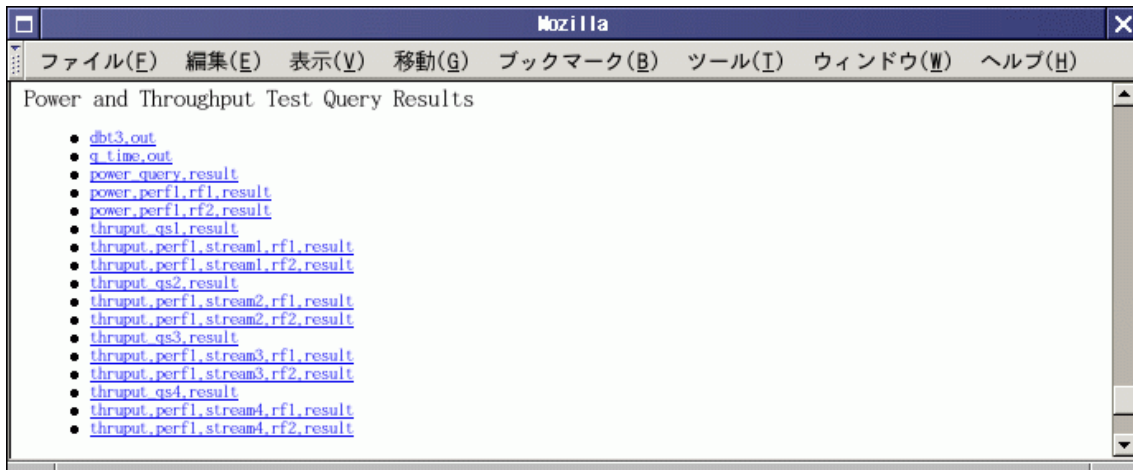 Mozilla
ファイル(F) 編集(E) 表示(V) 移動(G) ブックマーク(B) ツール(T) ウィンドウ(W) ヘルプ(H)
Power and Throughput Test Query Results
dbt3.out
q_time.out
power_query.result
power.perf1.rf1.result
power.perf1.rf2.result
thruput_qs1.result
thruput.perf1.stream1.rf1.result
thruput.perf1.stream1.rf2.result
thruput_qs2.result
thruput.perf1.stream2.rf1.result
thruput.perf1.stream2.rf2.result
thruput_qs3.result
thruput.perf1.stream3.rf1.result
thruput.perf1.stream3.rf2.result
thruput_qs4.result
thruput.perf1.stream4.rf1.result
thruput.perf1.stream4.rf2.result